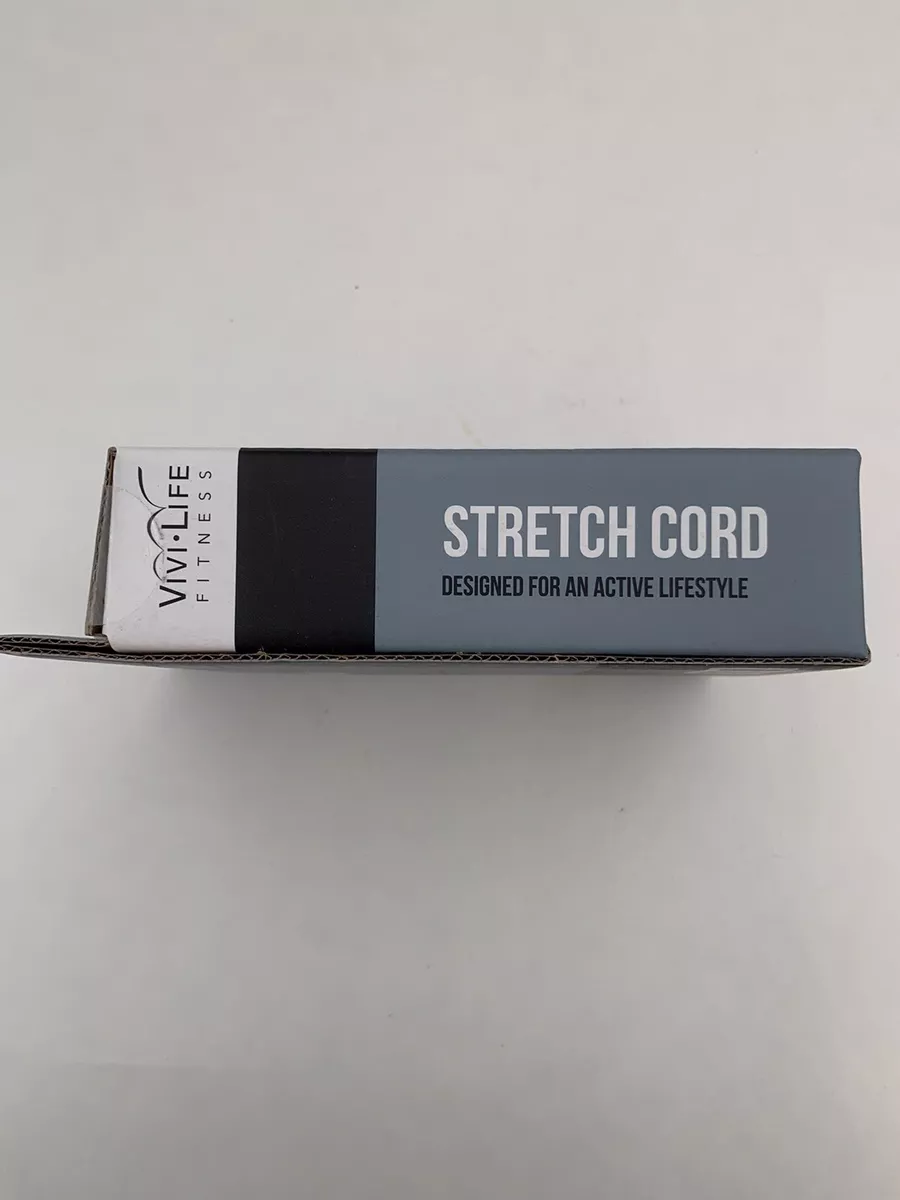 ViVi•LiFE
FITNESS
STRETCH CORD
DESIGNED FOR AN ACTIVE LIFESTYLE